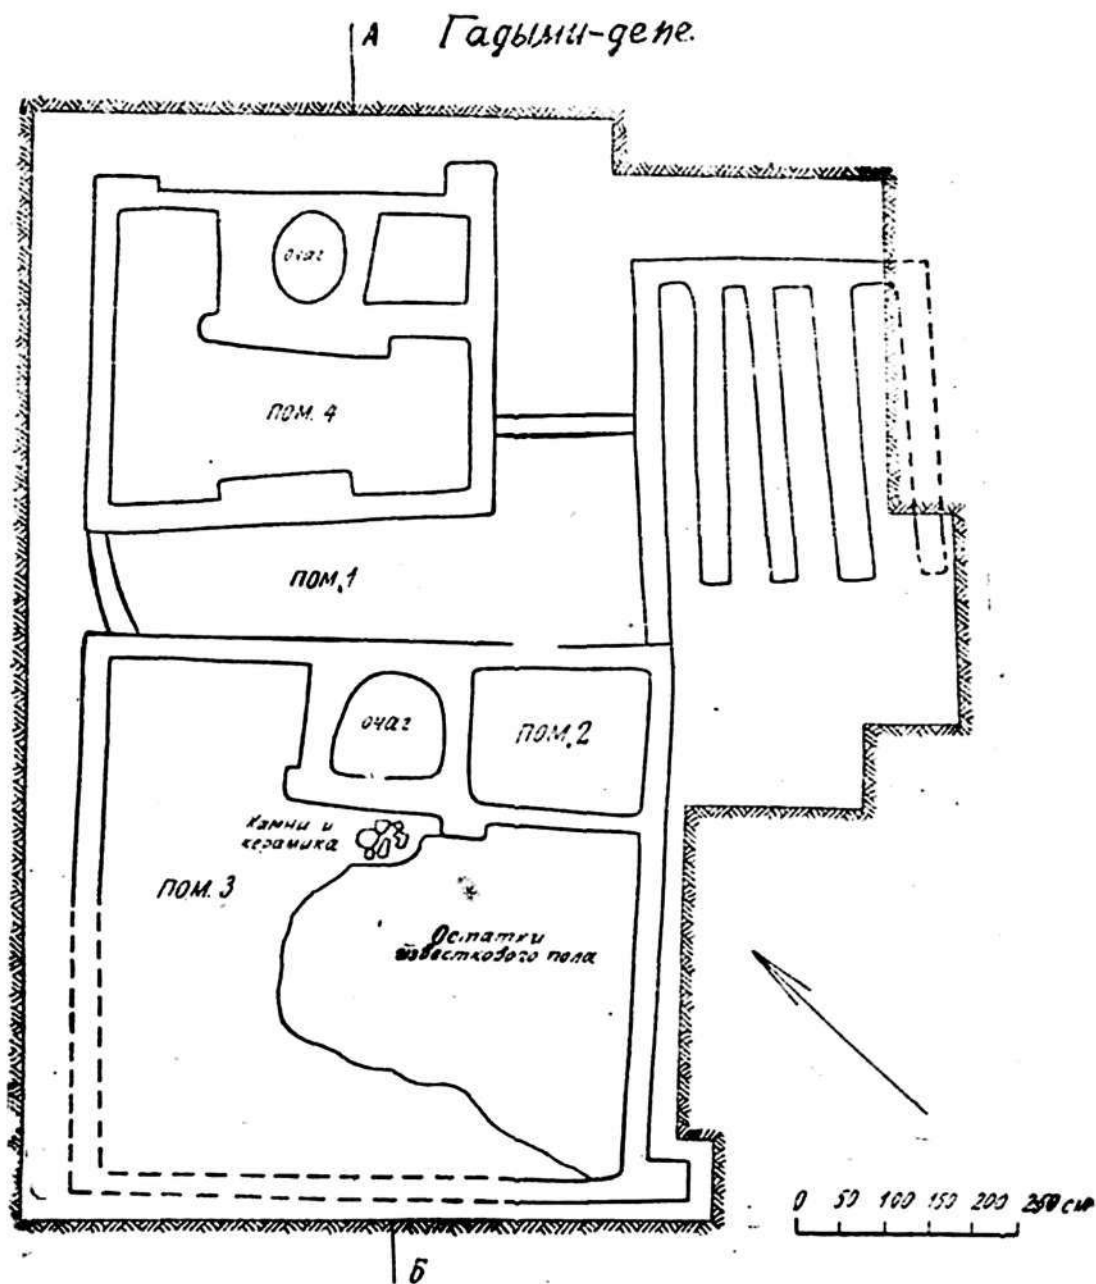 А Гадыми-депе.
очаг
пом. 4
пом. 1
очаг
пом. 2
Камни и
керамика
пом. 3
Остатки
известкового пола
0 50 100 150 200 250 см
Б